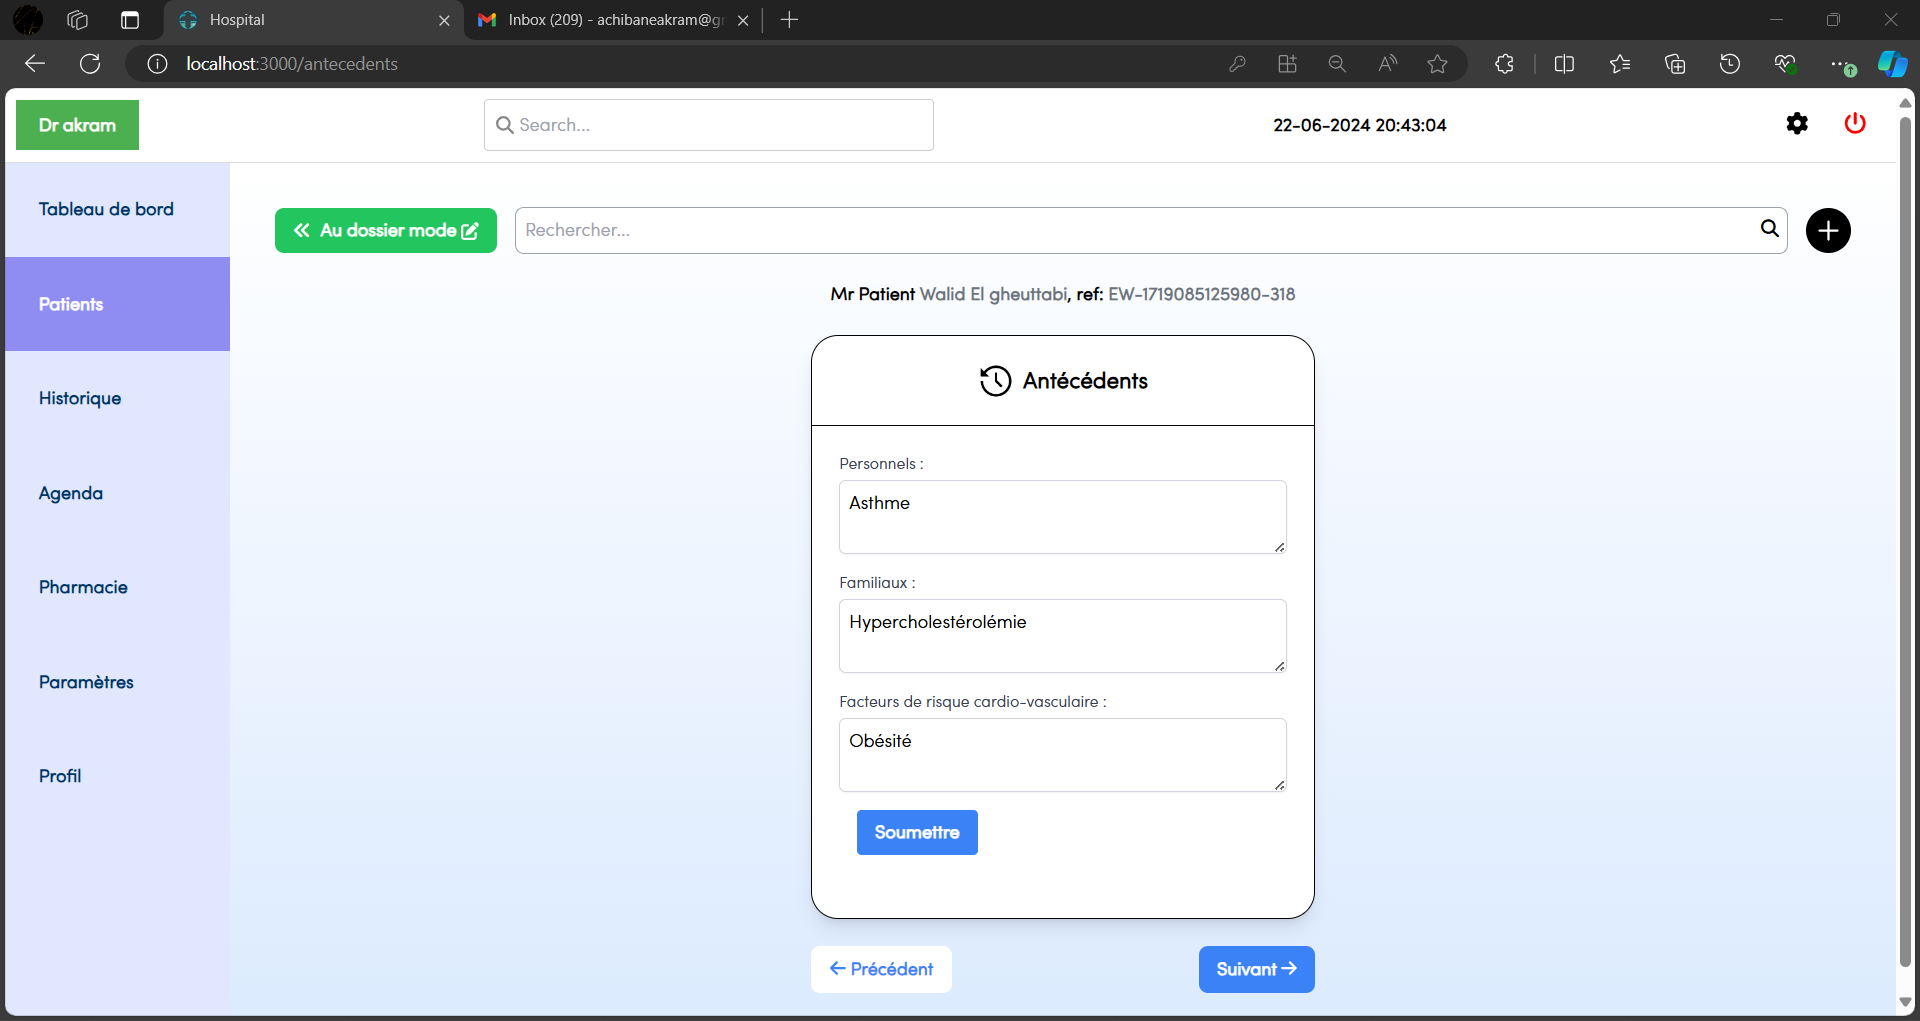 Hospital
Inbox (209) - achibaneakram@gr
localhost:3000/antecedents
Dr akram
Search...
22-06-2024 20:43:04
Tableau de bord
Patients
Historique
Agenda
Pharmacie
Paramètres
Profil
Au dossier mode
Rechercher...
Mr Patient Walid El gheuttabi, ref: EW-1719085125980-318
Antécédents
Personnels :
Asthme
Familiaux :
Hypercholestérolémie
Facteurs de risque cardio-vasculaire :
Obésité
Soumettre
Précédent
Suivant